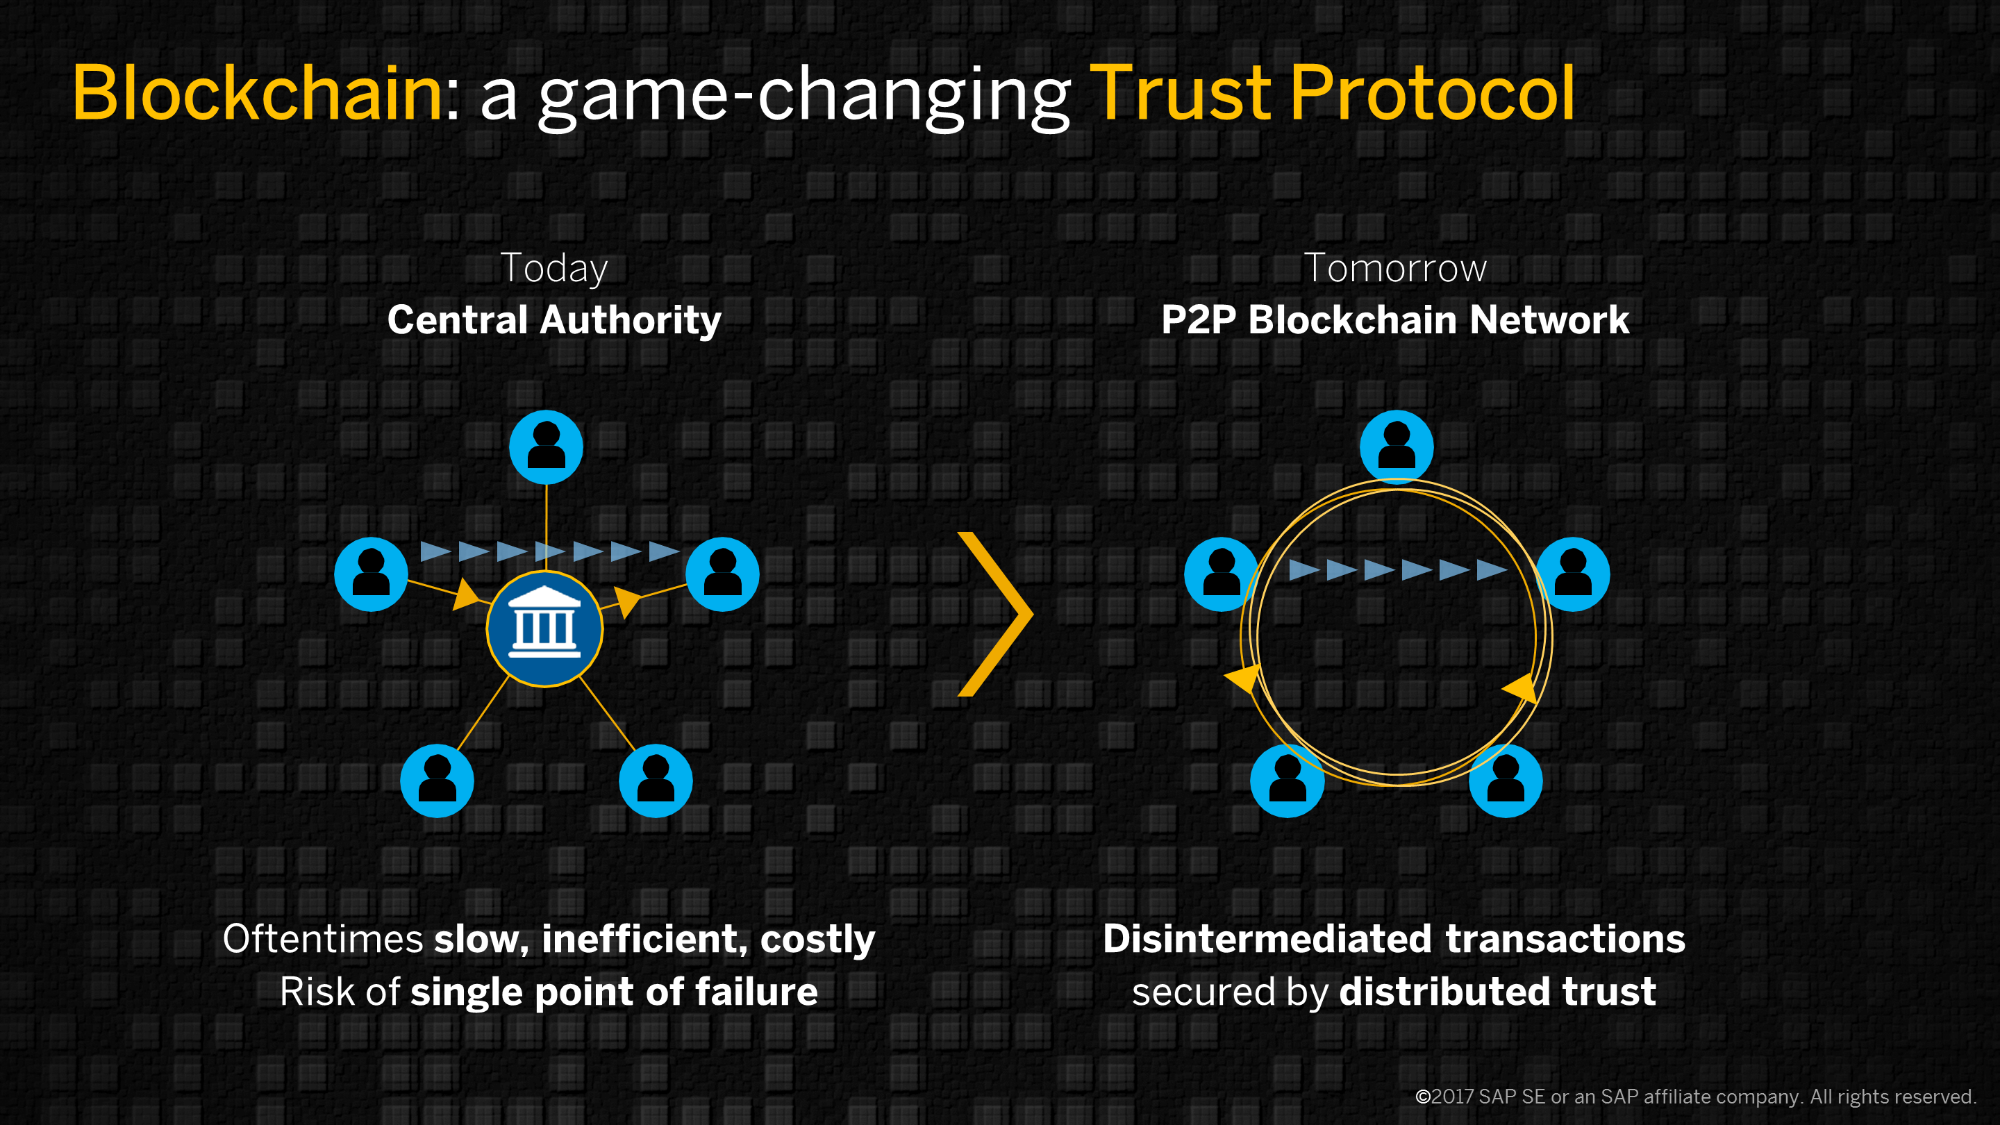 Blockchain: a game-changing Trust Protocol
Today
Central Authority
Tomorrow
P2P Blockchain Network
Oftentimes slow, inefficient, costly
Risk of single point of failure
Disintermediated transactions
secured by distributed trust
©2017 SAP SE or an SAP affiliate company. All rights reserved.